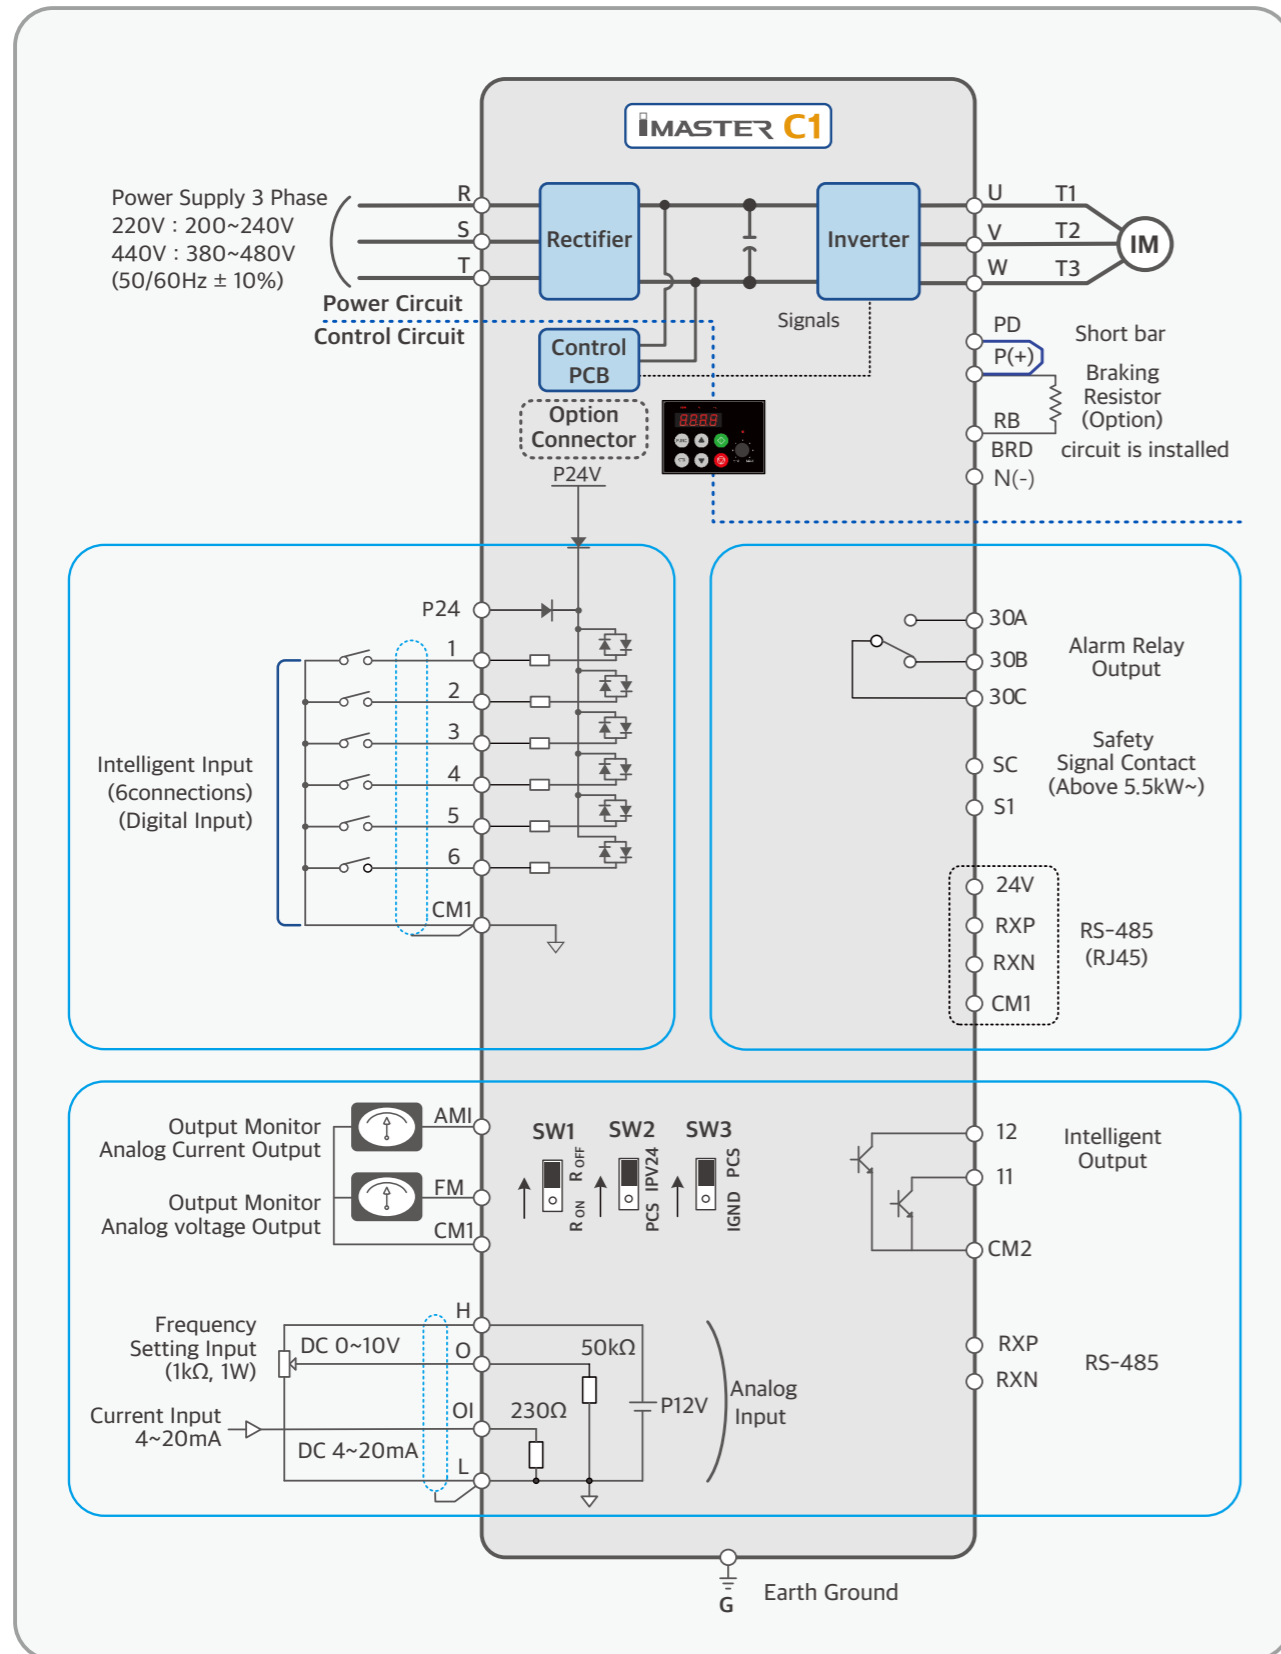 iMASTER C1
Power Supply 3 Phase
220V : 200~240V
440V : 380~480V
(50/60Hz ± 10%)
R
S
T
Rectifier
Inverter
U
V
W
T1
T2
T3
IM
Power Circuit
Control Circuit
Signals
Control
PCB
Option
Connector
P24V
8.8.8.8
PD
P(+)
RB
BRD
N(-)
Short bar
Braking
Resistor
(Option)
circuit is installed
P24
1
2
3
4
5
6
CM1
Intelligent Input
(6connections)
(Digital Input)
30A
30B
30C
Alarm Relay
Output
SC
S1
Safety
Signal Contact
(Above 5.5kW~)
24V
RXP
RXN
CM1
RS-485
(RJ45)
Output Monitor
Analog Current Output
AMI
Output Monitor
Analog voltage Output
FM
CM1
SW1
SW2
SW3
R ON R OFF
PCS IPV24
IGND PCS
12
11
CM2
Intelligent
Output
Frequency
Setting Input
(1kΩ, 1W)
DC 0~10V
H
O
50kΩ
Current Input
4~20mA
OI
230Ω
DC 4~20mA
L
P12V
Analog
Input
RXP
RXN
RS-485
G
Earth Ground